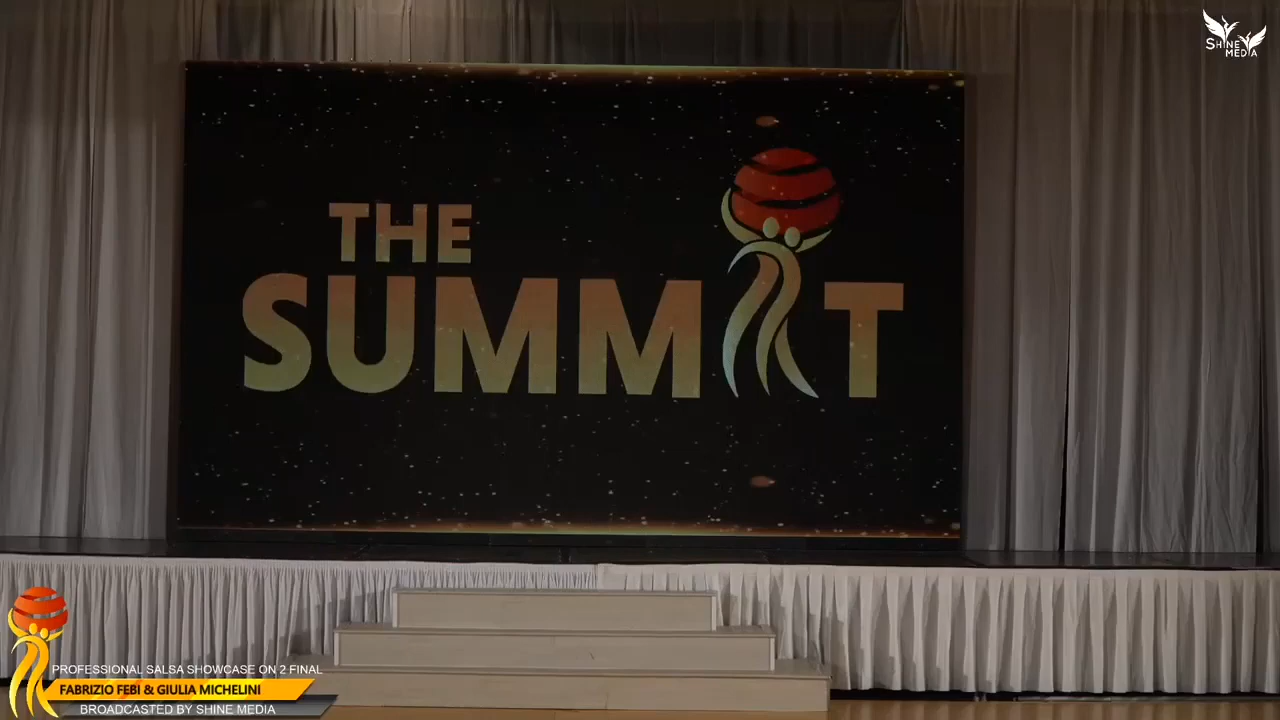 SHINE
MEDIA
THE
SUMMIT
PROFESSIONAL SALSA SHOWCASE ON 2 FINAL
FABRIZIO FEBI & GIULIA MICHELINI
BROADCASTED BY SHINE MEDIA